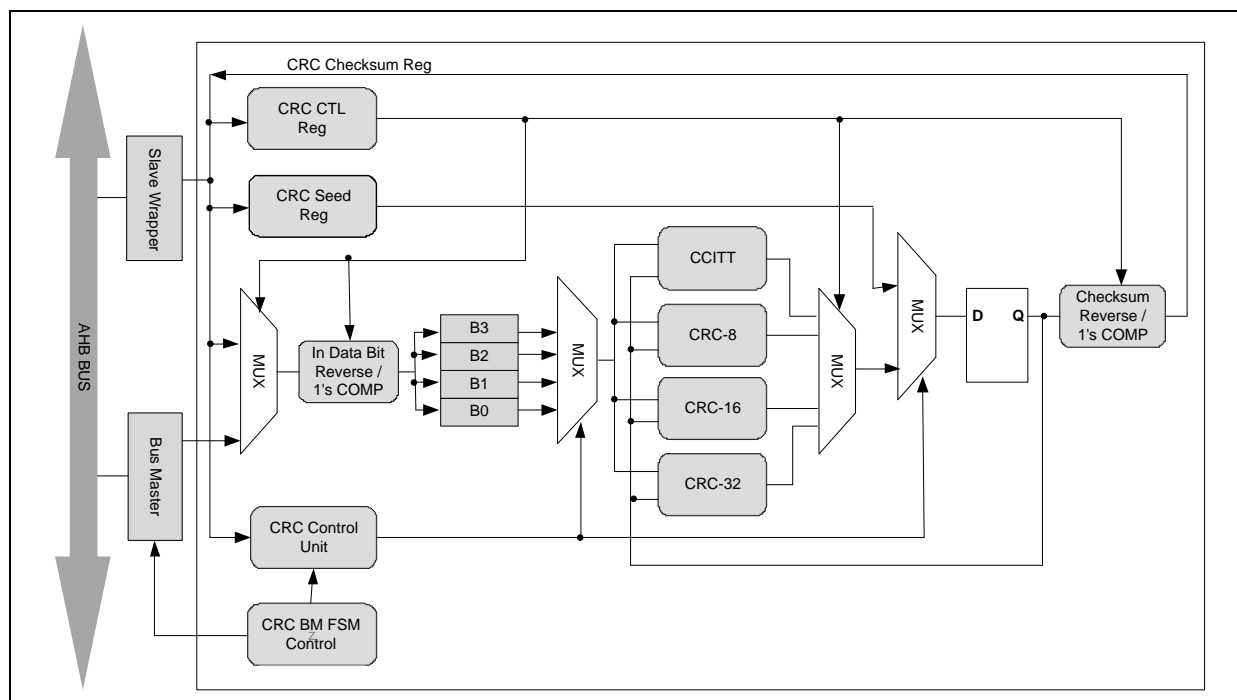 CRC Checksum Reg
CRC CTL
Reg
Slave Wrapper
CRC Seed
Reg
CCITT
MUX
D
Q
Checksum
Reverse /
1's COMP
AHB BUS
MUX
In Data Bit
Reverse /
1's COMP
B3
B2
B1
B0
MUX
CRC-8
MUX
CRC-16
CRC-32
Bus Master
CRC Control
Unit
CRC BM FSM
Control
Z